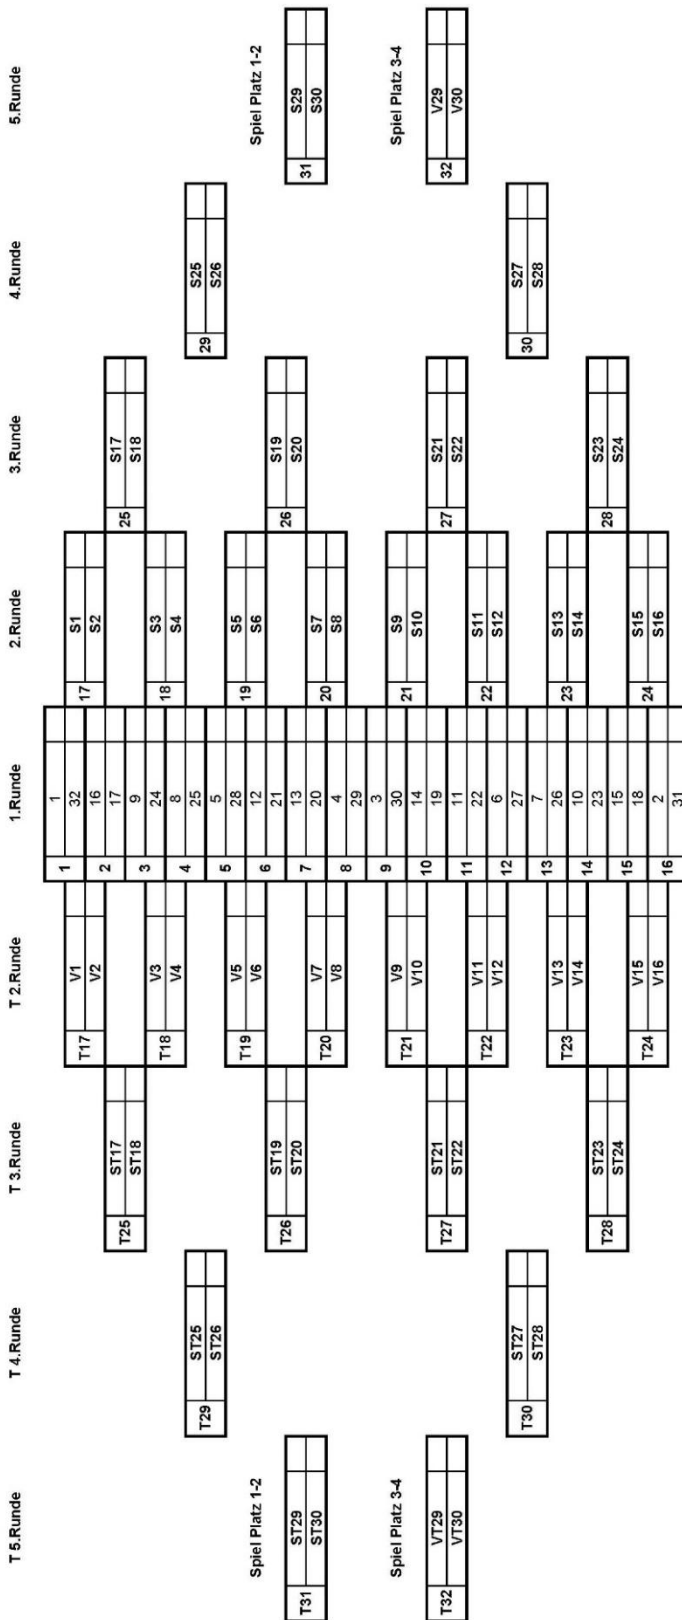 T 5.Runde T 4.Runde T 3.Runde T 2.Runde 1.Runde 2.Runde 3.Runde 4.Runde 5.Runde
1 1
T17 V1 32 17 S1
V2 2 16 S2
T25 ST17 17 25 S17
ST18 3 9 S18
T18 V3 24 18 S3
V4 4 8 S4
T29 ST25 25 29 S25
ST26 5 5 S26
T19 V5 28 19 S5
Spiel Platz 1-2 V6 6 12 S6 Spiel Platz 1-2
T26 ST19 21 26 S19
T31 ST29 ST20 7 13 S20 31 S29
ST30 T20 V7 20 20 S7 S30
V8 8 4 S8
29
9 3
Spiel Platz 3-4 T21 V9 30 21 S9 Spiel Platz 3-4
V10 10 14 S10
T32 VT29 T27 ST21 19 27 S21 32 V29
VT30 ST22 11 11 S22 V30
T22 V11 22 22 S11
V12 12 6 S12
T30 ST27 27 30 S27
ST28 13 7 S28
T23 V13 26 23 S13
V14 14 10 S14
T28 ST23 23 28 S23
ST24 15 15 S24
T24 V15 18 24 S15
V16 16 2 S16
31